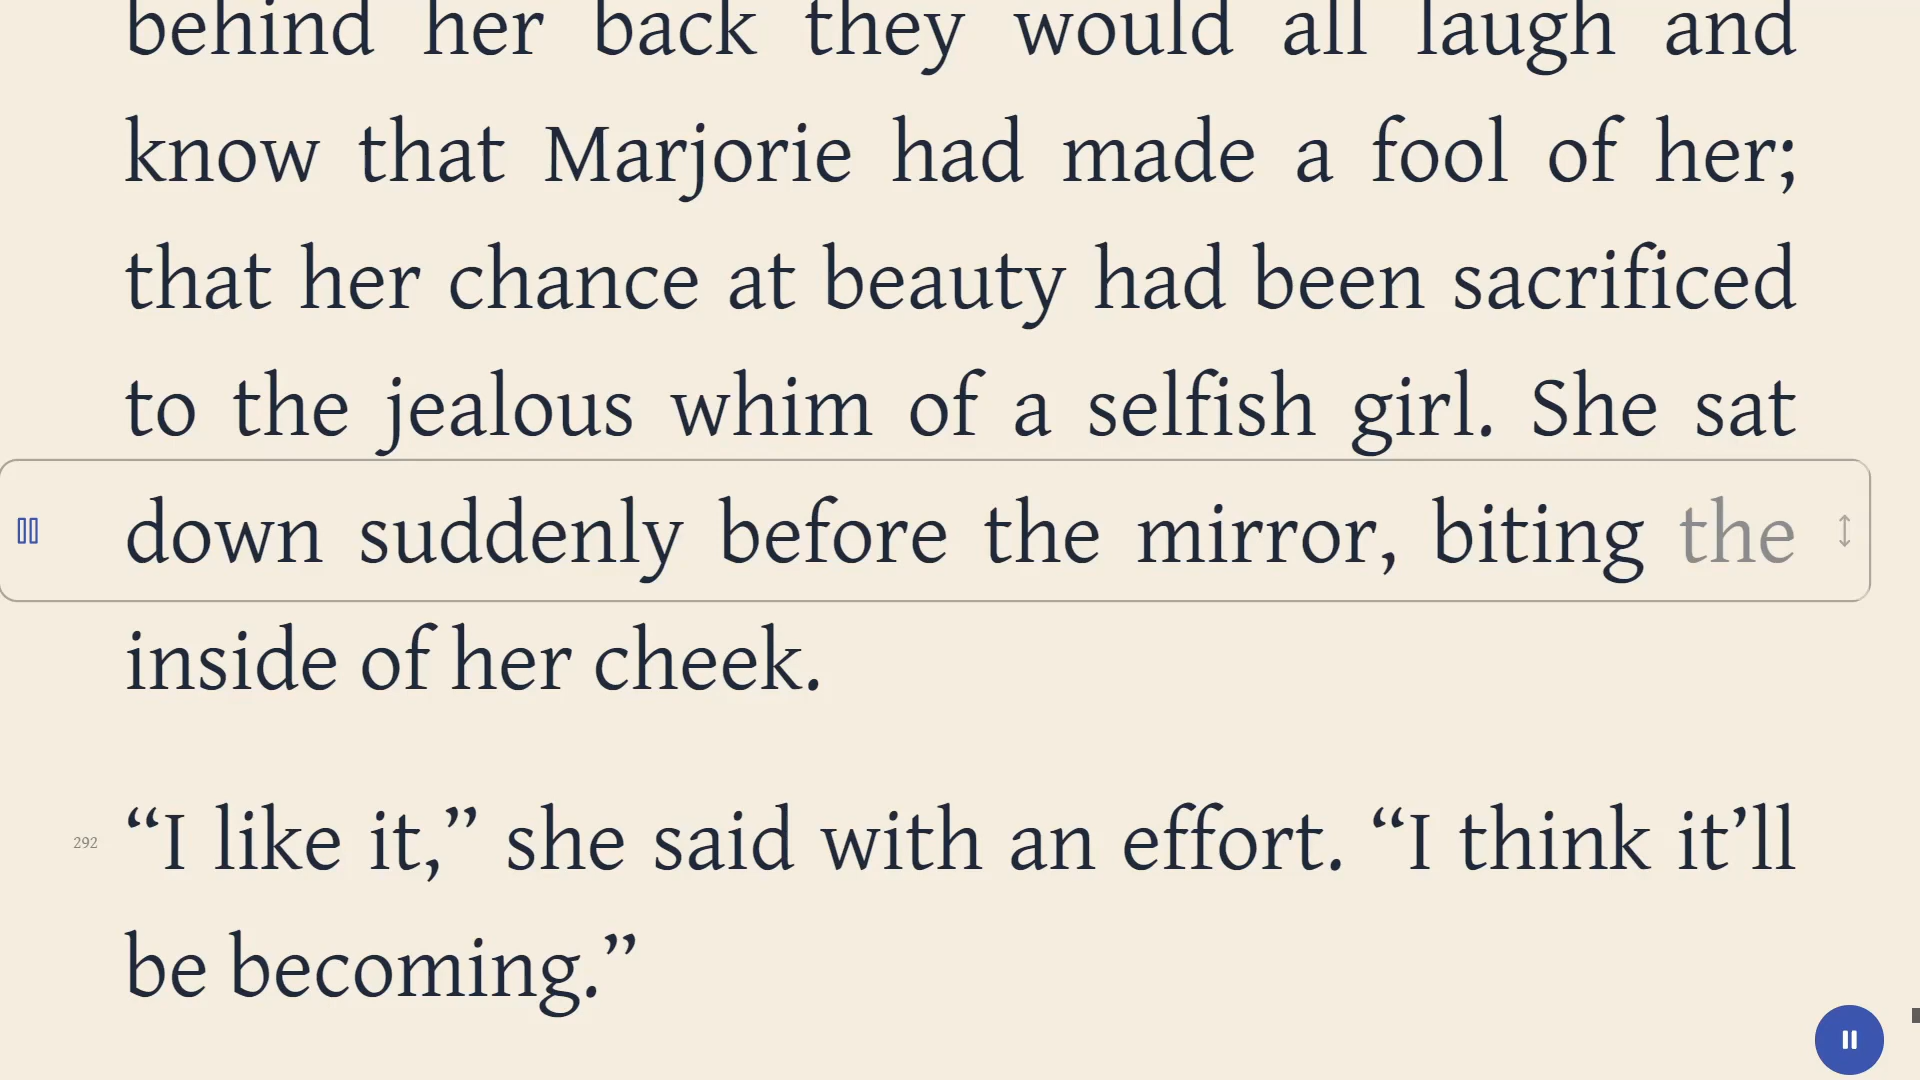 behind her back they would all laugh and
know that Marjorie had made a fool of her;
that her chance at beauty had been sacrificed
to the jealous whim of a selfish girl. She sat
down suddenly before the mirror, biting the
inside of her cheek.
292
“I like it,” she said with an effort. “I think it’ll
be becoming.”